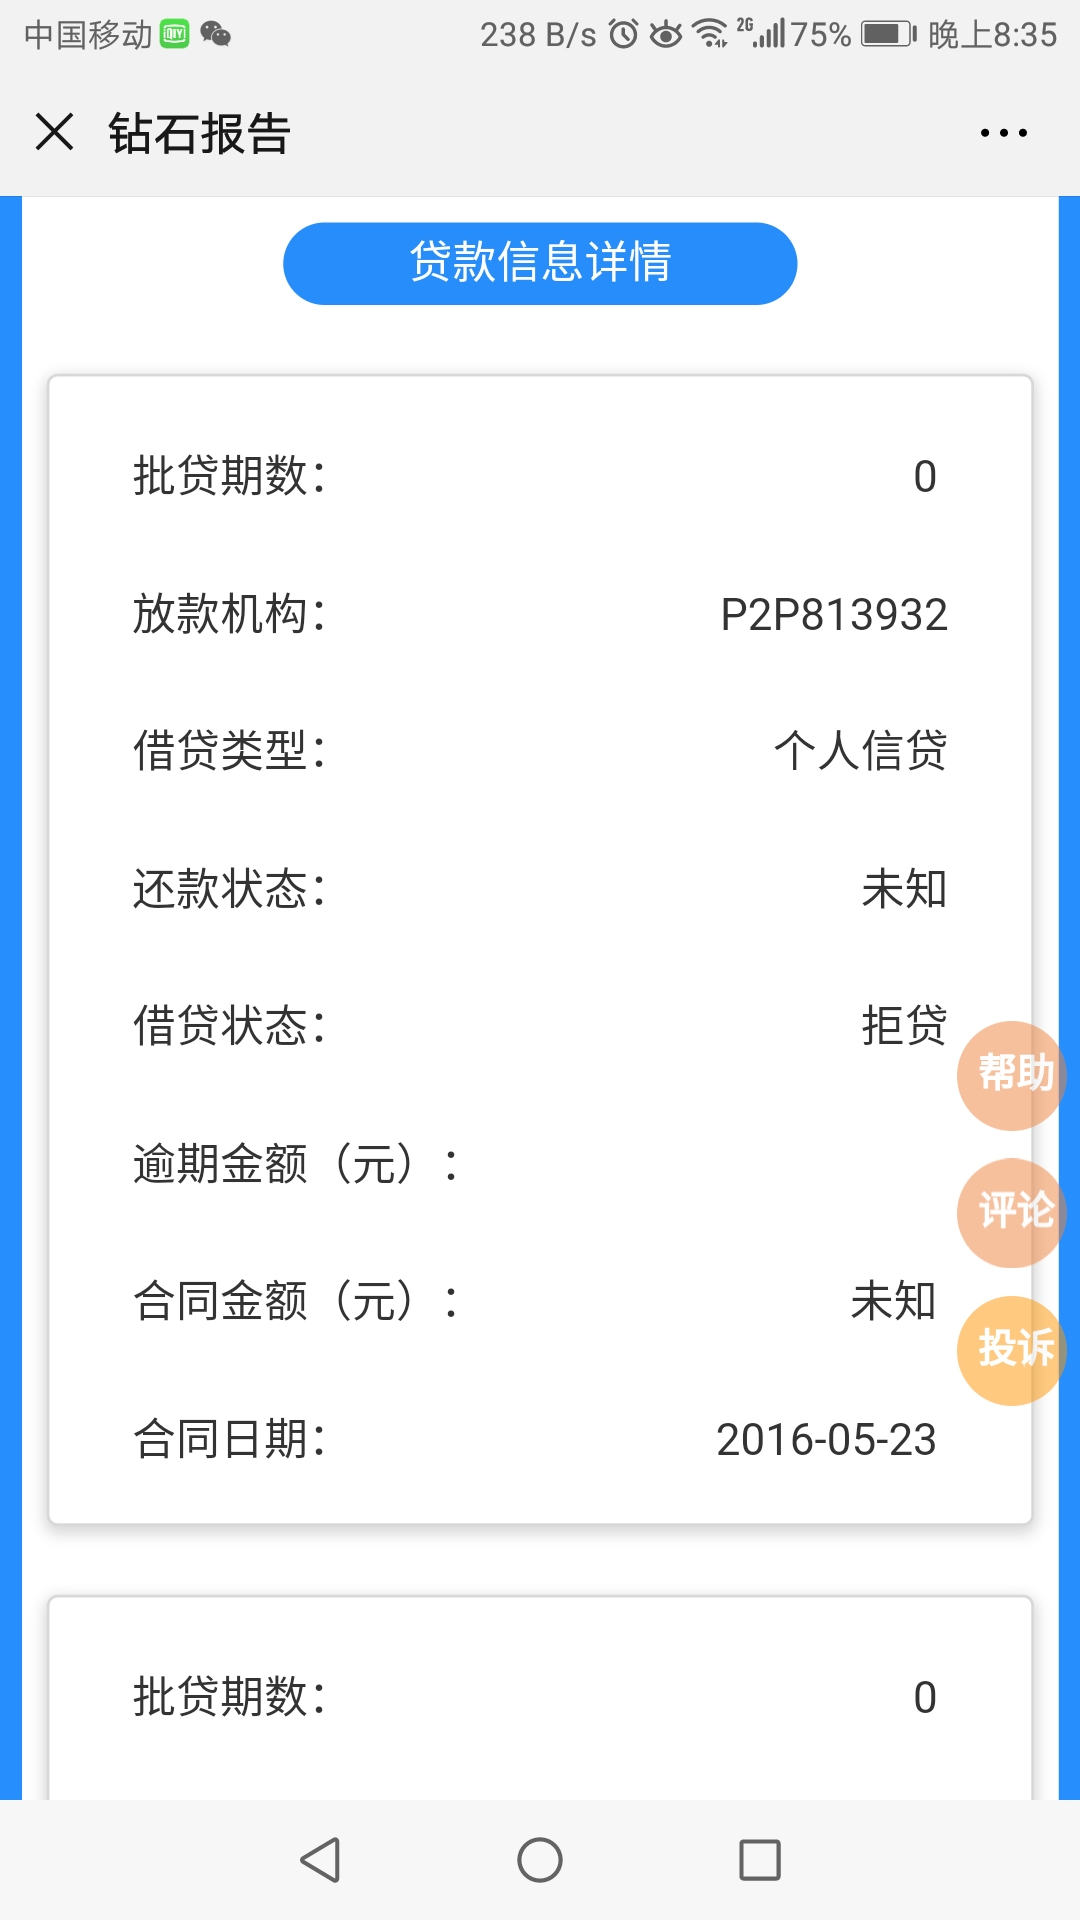 中国移动 iQIY 238 B/s 2G 75% 晚上8:35
钻石报告
贷款信息详情
批贷期数： 0
放款机构： P2P813932
借贷类型： 个人信贷
还款状态： 未知
借贷状态： 拒贷
帮助
逾期金额（元）：
评论
合同金额（元）： 未知
投诉
合同日期： 2016-05-23
批贷期数： 0